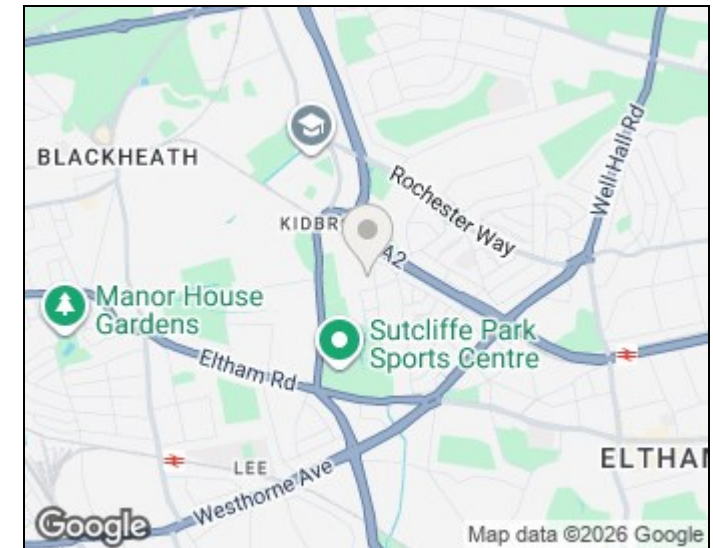 BLACKHEATH
Rochester Way
Well Hall Rd
KIDBR
A2
Manor House
Gardens
Sutcliffe Park
Sports Centre
Eltham Rd
ELTHA
LEE
Westhorne Ave
Google
Map data ©2026 Google